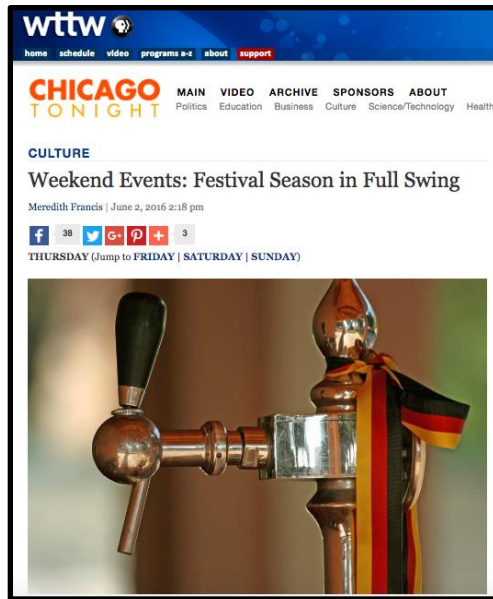 wttw
home schedule video programs a-z about support
CHICAGO
TONIGHT
MAIN VIDEO ARCHIVE SPONSORS ABOUT
Politics Education Business Culture Science/Technology Health
CULTURE
Weekend Events: Festival Season in Full Swing
Meredith Francis | June 2, 2016 2:18 pm
f 38 G+ + 3
THURSDAY (Jump to FRIDAY | SATURDAY | SUNDAY)